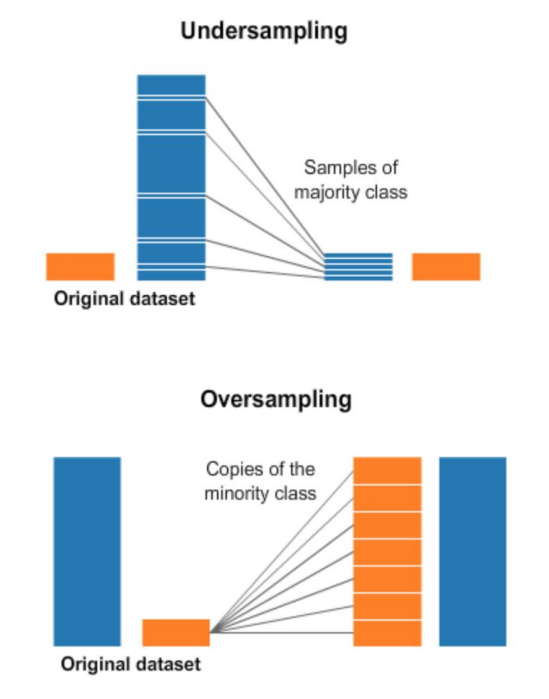 Undersampling
Samples of
majority class
Original dataset
Oversampling
Copies of the
minority class
Original dataset